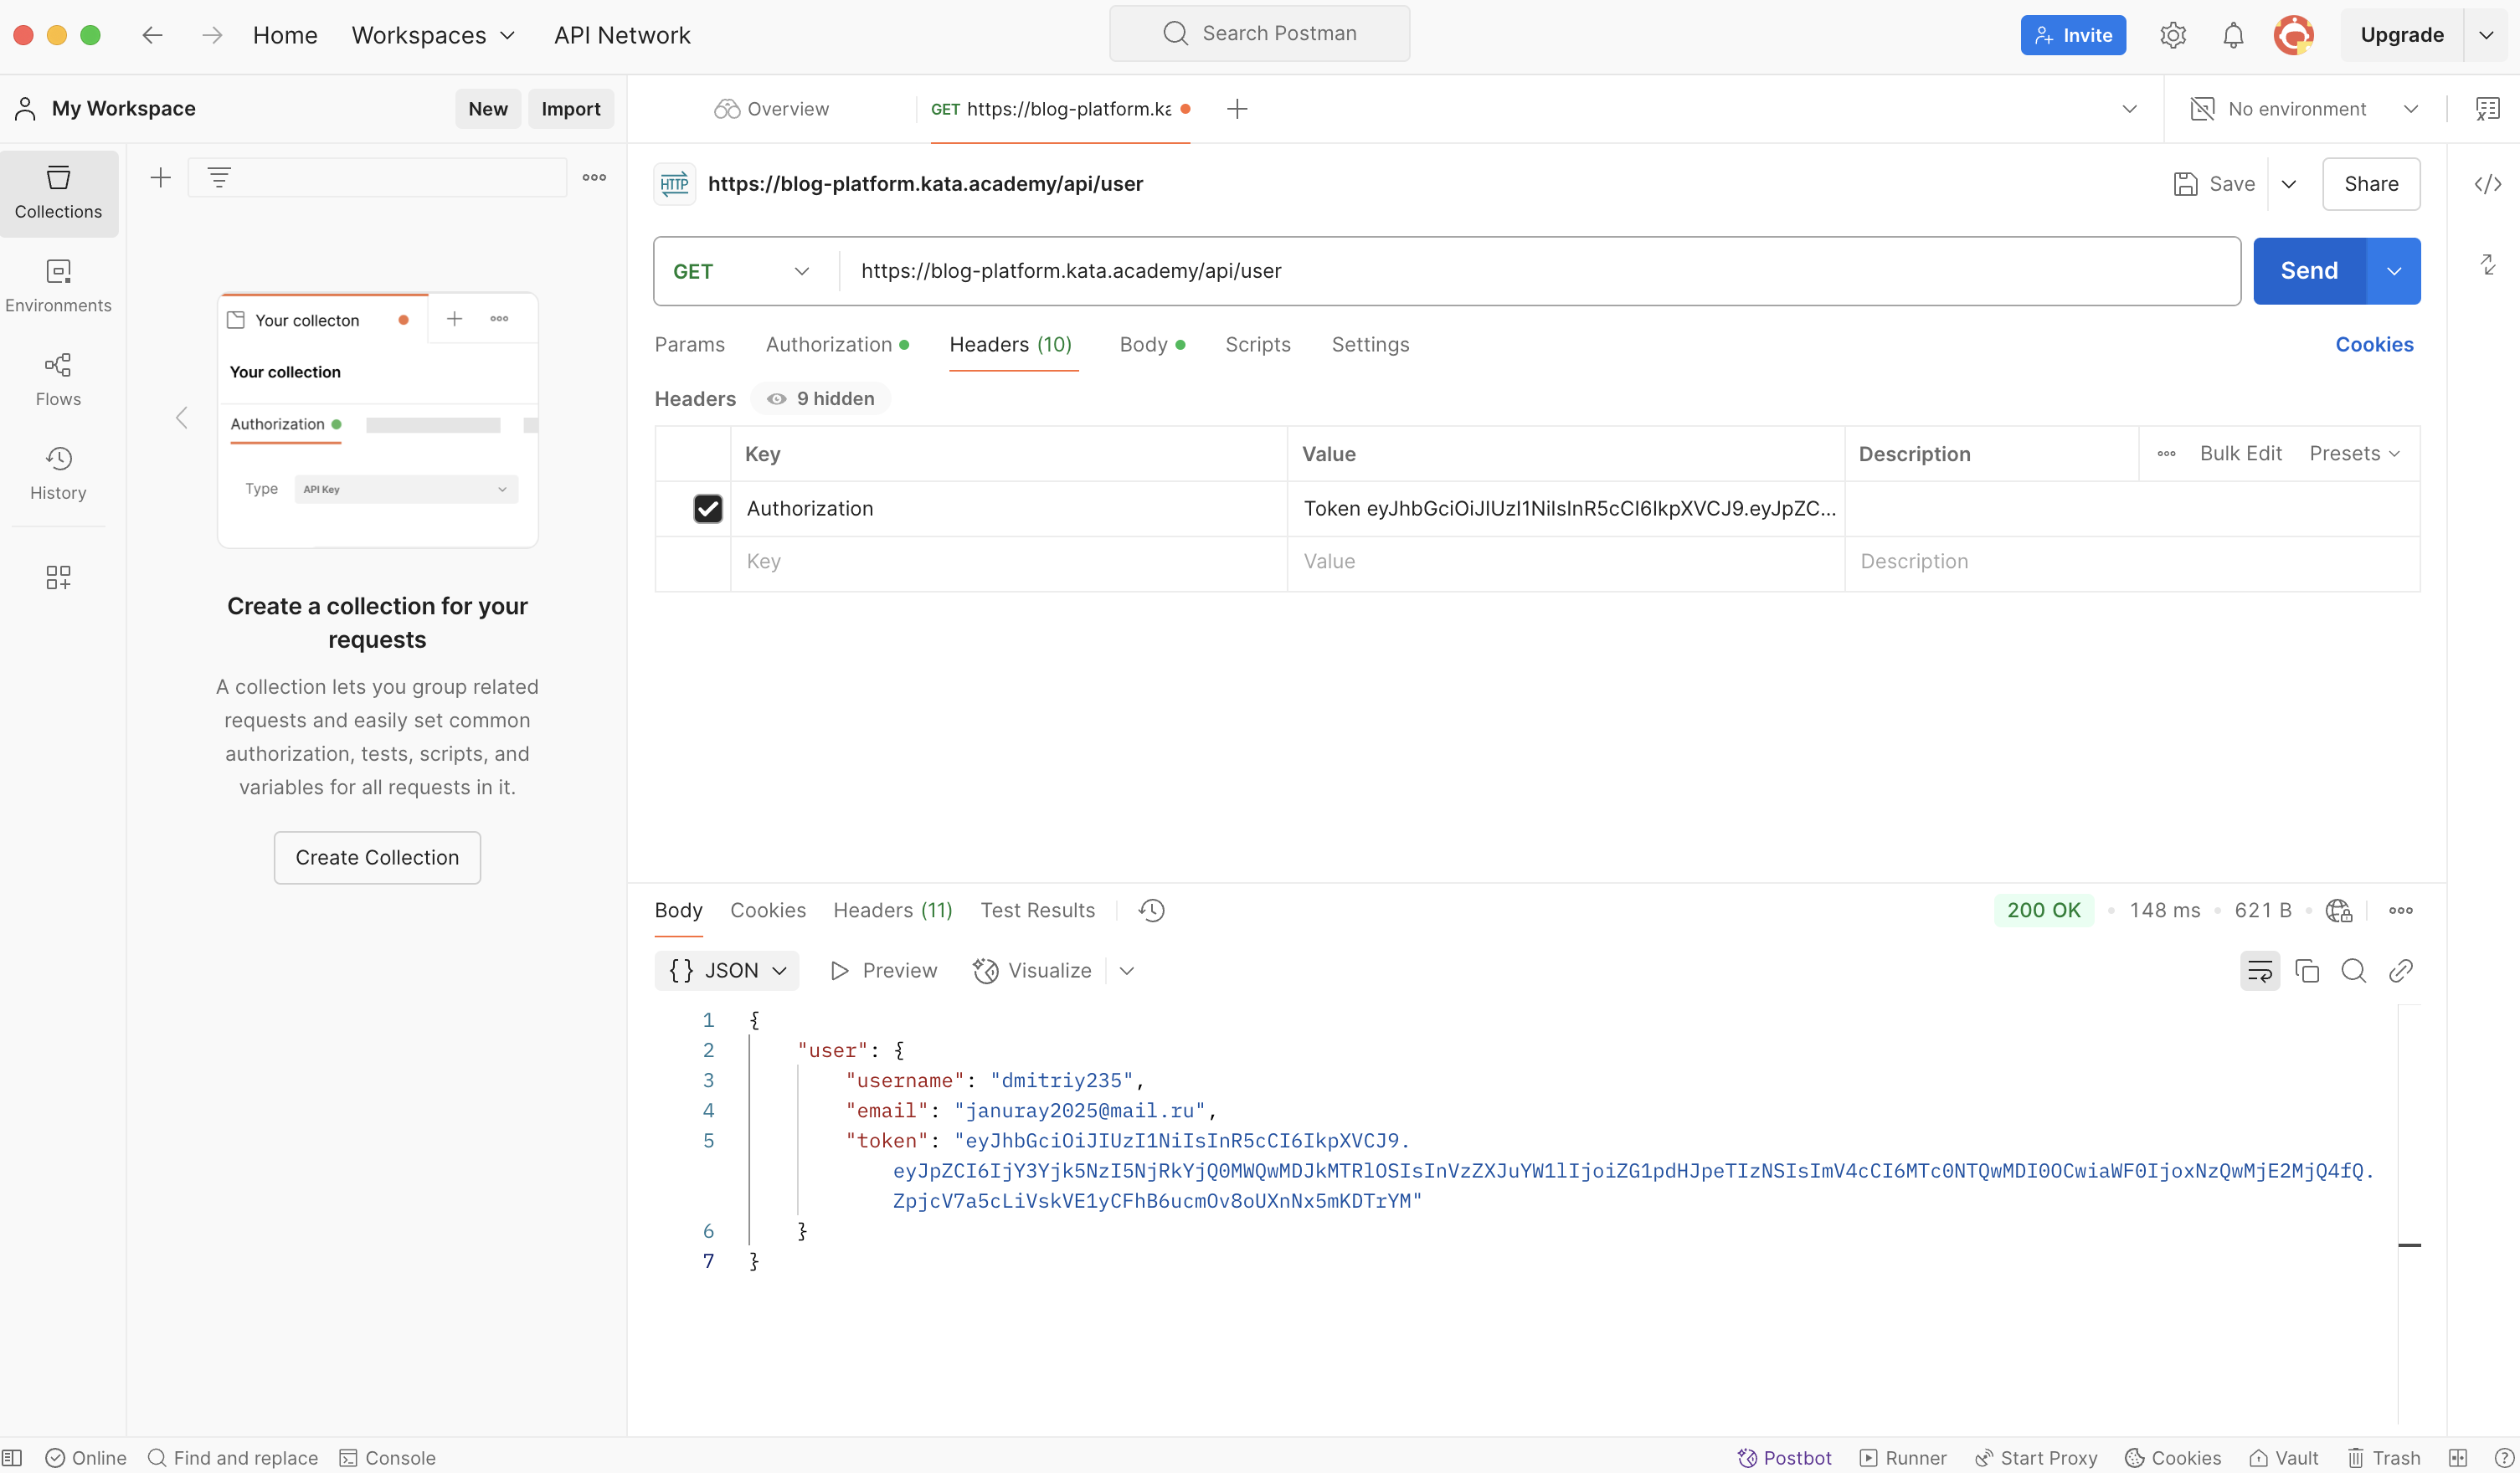 Home
Workspaces
API Network
Search Postman
Invite
Upgrade
My Workspace
New
Import
Overview
GET https://blog-platform.ka
No environment
Collections
Environments
Flows
History
Your collecton
Your collection
Authorization
Type
API Key
Create a collection for your
requests
A collection lets you group related
requests and easily set common
authorization, tests, scripts, and
variables for all requests in it.
Create Collection
HTTP
https://blog-platform.kata.academy/api/user
Save
Share
GET
https://blog-platform.kata.academy/api/user
Send
Params
Authorization
Headers (10)
Body
Scripts
Settings
Cookies
Headers
9 hidden
Key
Value
Description
Bulk Edit
Presets
Authorization
Token eyJhbGciOiJIUzI1NiIsInR5cCI6IkpXVCJ9.eyJpZC...
Key
Value
Description
Body
Cookies
Headers (11)
Test Results
200 OK
148 ms
621 B
{} JSON
Preview
Visualize
1 {
2 "user": {
3 "username": "dmitriy235",
4 "email": "januray2025@mail.ru",
5 "token": "eyJhbGciOiJIUzI1NiIsInR5cCI6IkpXVCJ9.
eyJpZCI6IjY3Yjk5NzI5NjRkYjQ0MWQwMDJkMTRlOSIsInVzZXJuYW1lIjoiZG1pdHJpeTIzNSIsImV4cCI6MTc0NTQwMDI0OCwiaWF0IjoxNzQwMjE2MjQ4fQ.
ZpjcV7a5cLiVskVE1yCFhB6ucmOv8oUXnNx5mKDTrYM"
6 }
7 }
Online
Find and replace
Console
Postbot
Runner
Start Proxy
Cookies
Vault
Trash